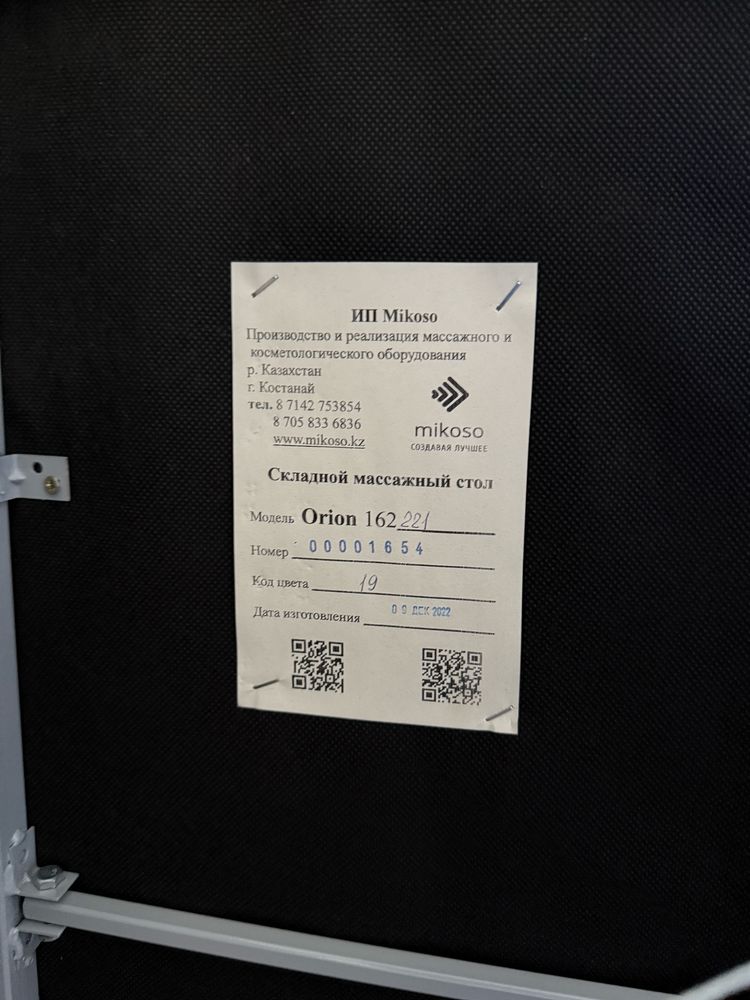 ИП Mikoso
Производство и реализация массажного и
косметологического оборудования
р. Казахстан
г. Костанай
тел. 8 7142 753854
8 705 833 6836
www.mikoso.kz
mikoso
СОЗДАВАЯ ЛУЧШЕЕ
Складной массажный стол
Модель Orion 162 221
Номер 00001654
Код цвета 19
Дата изготовления 09 ДЕК 2022